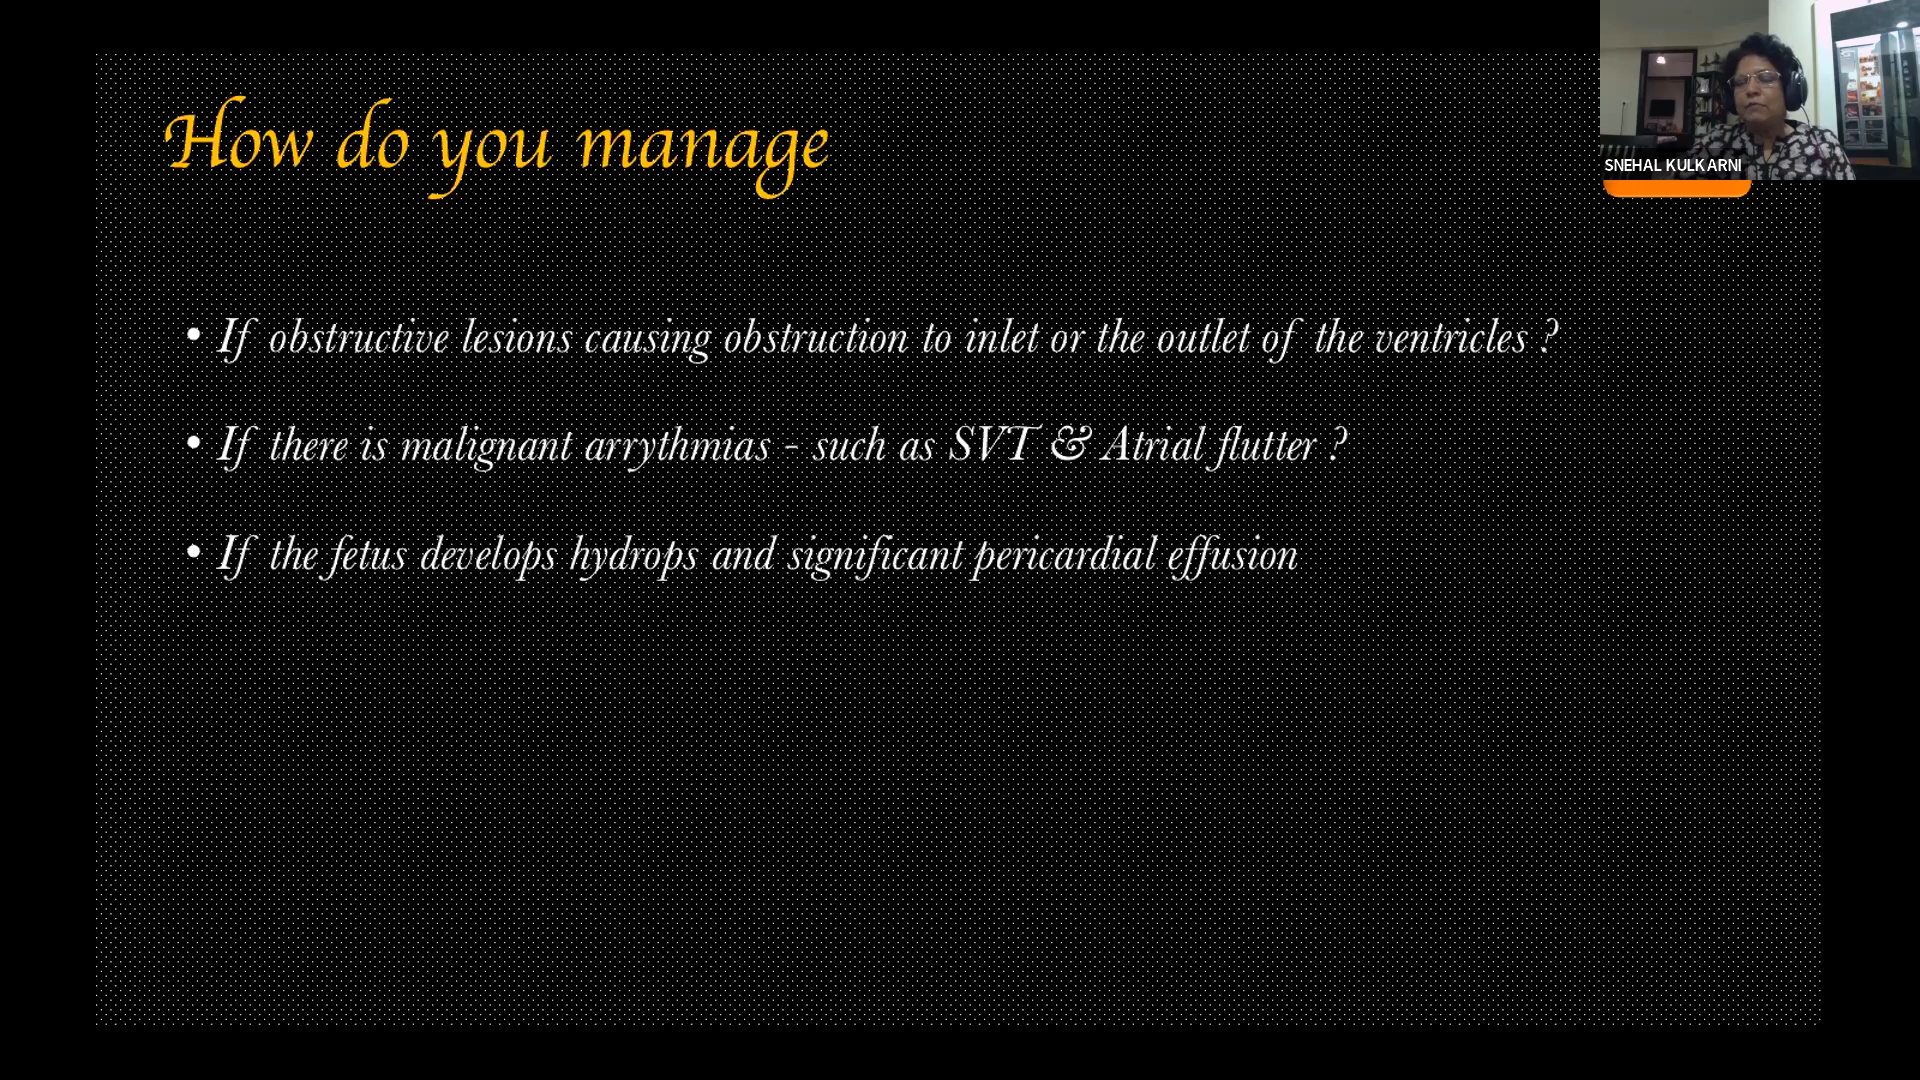 How do you manage
SNEHAL KULKARNI
• If obstructive lesions causing obstruction to inlet or the outlet of the ventricles ?
• If there is malignant arrythmias - such as SVT & Atrial flutter ?
• If the fetus develops hydrops and significant pericardial effusion